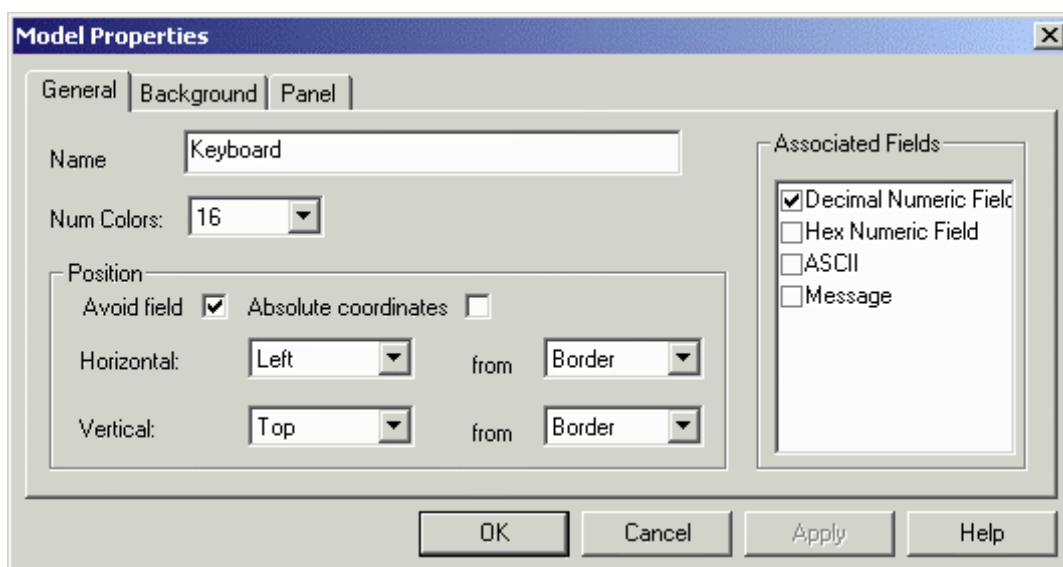 Model Properties
General Background Panel
Name Keyboard
Num Colors: 16
Position
Avoid field Absolute coordinates
Horizontal: Left from Border
Vertical: Top from Border
Associated Fields
Decimal Numeric Fielc
Hex Numeric Field
ASCII
Message
OK Cancel Apply Help